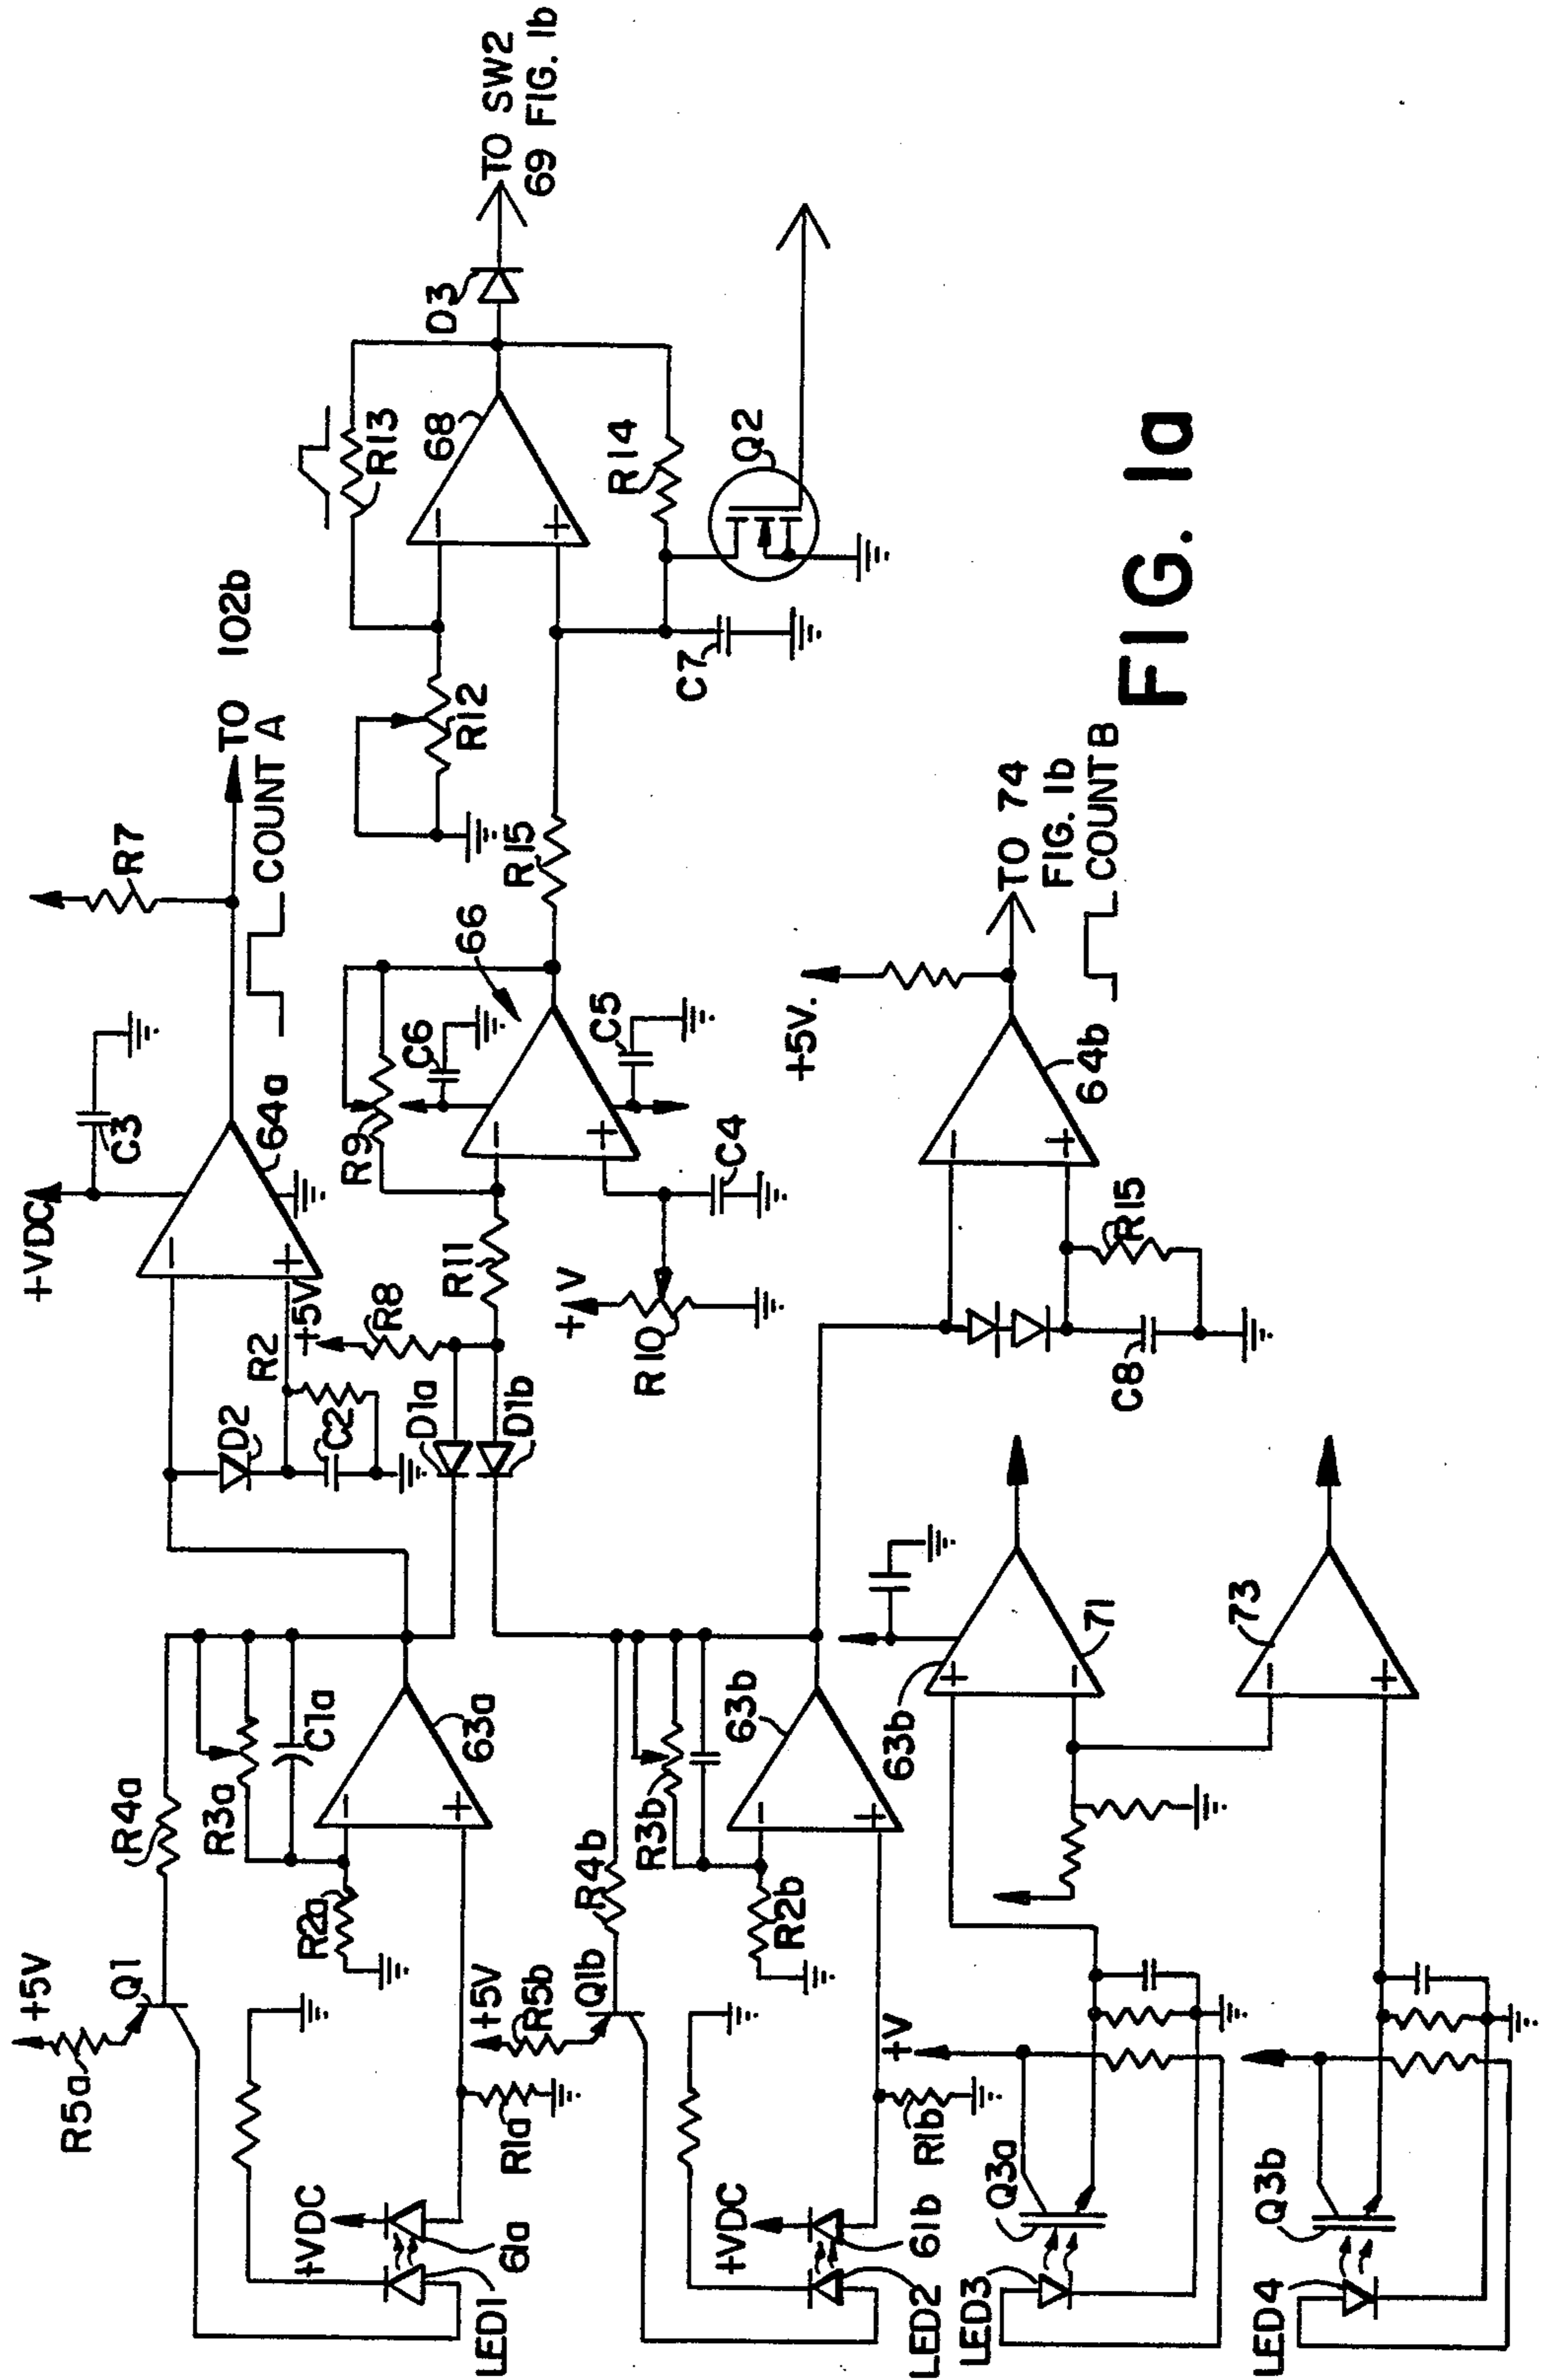 +5V
R5a
Q1
R4a
R3a
C1a
R2a
63a
+VDC
61a
LED1
R1a
+5V
R5b
Q1b
R4b
R3b
63b
R2b
+VDC
61b
LED2
R1b
+VDC
C3
64a
R7
TO 102b
COUNT A
D2
R2
C2
+5V
R8
D1a
D1b
R11
R9
C6
66
C5
+V
R10
C4
R15
R12
R13
68
D3
TO SW2
69 FIG. 1b
R14
Q2
C7
+5V.
64b
TO 74
FIG. 1b
COUNT B
R15
C8
+V
Q3a
LED3
63b
71
Q3b
LED4
73
FIG. 1a
− + − + − + − + − + − + + − − +